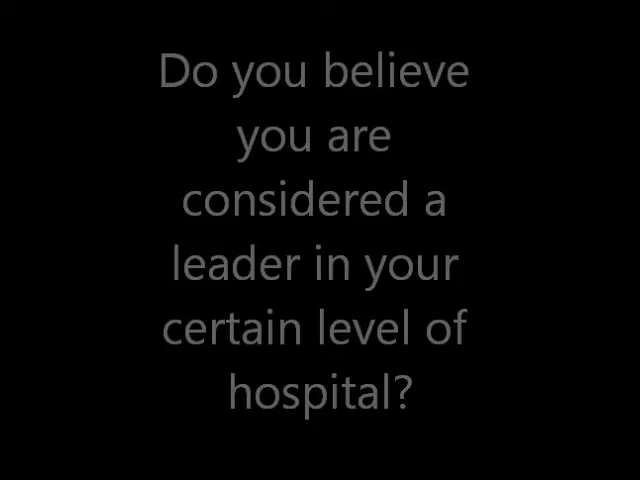 Do you believe
you are
considered a
leader in your
certain level of
hospital?